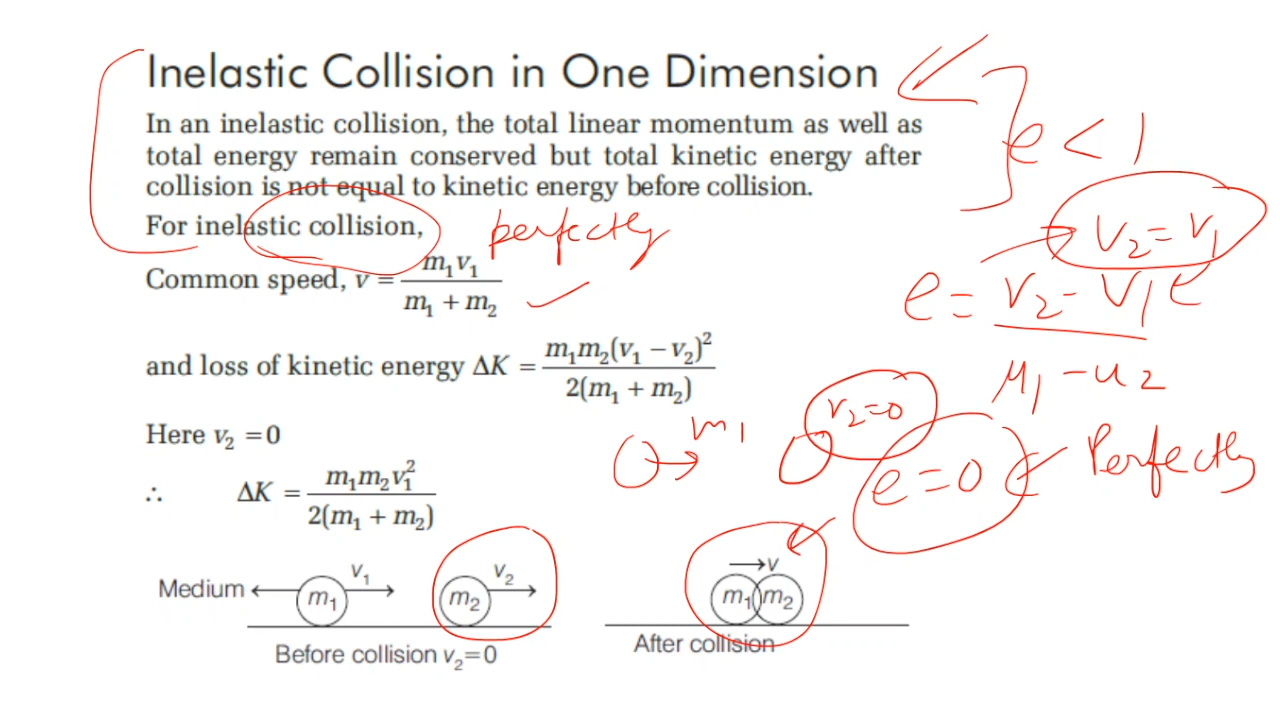 Inelastic Collision in One Dimension
In an inelastic collision, the total linear momentum as well as
total energy remain conserved but total kinetic energy after
collision is not equal to kinetic energy before collision.
For inelastic collision,
perfectly
Common speed, v = m₁v₁ / (m₁ + m₂)
and loss of kinetic energy ΔK = m₁m₂(v₁ − v₂)² / 2(m₁ + m₂)
Here v₂ = 0
∴ ΔK = m₁m₂v₁² / 2(m₁ + m₂)
Medium
V₁
m₁
V₂
m₂
Before collision v₂=0
V
m₁ m₂
After collision
e < 1
V₂ = V₁
e = V₂ − V₁ / u₁ − u₂
m₁
V₂=0
e = 0
Perfectly